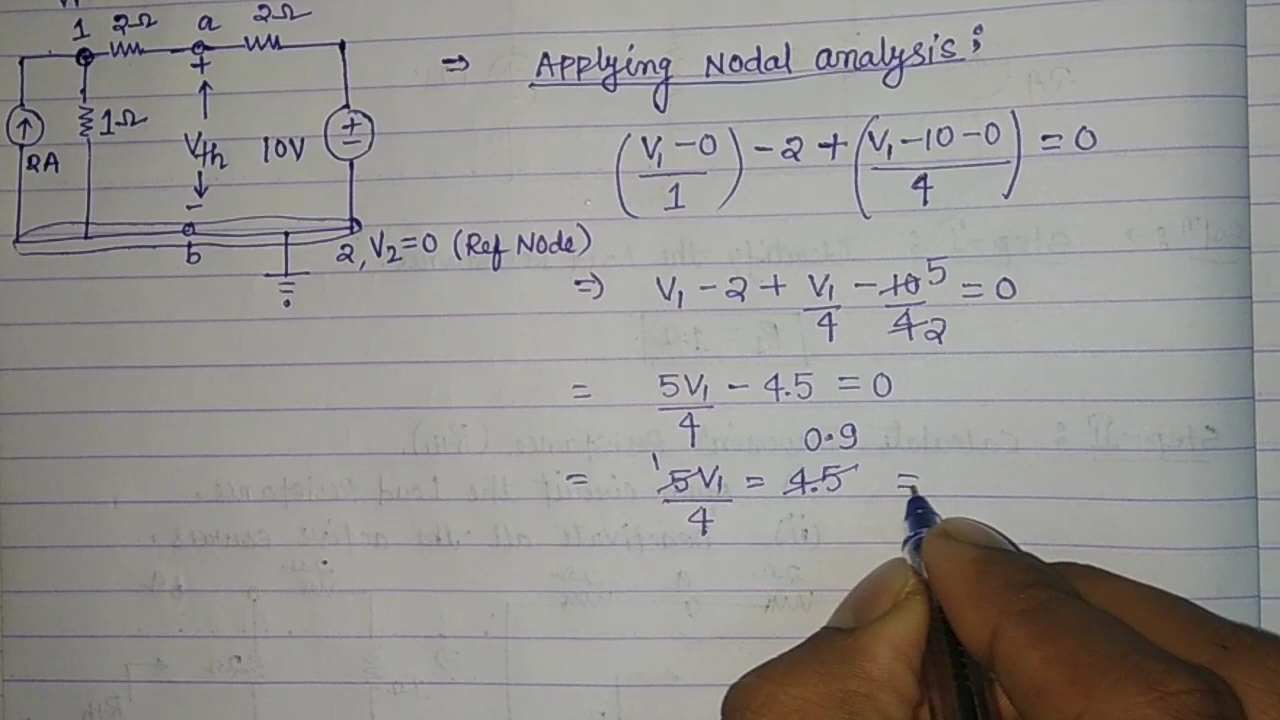 1 2Ω a 2Ω
+
⇒ Applying Nodal analysis:
1Ω
2A
Vth 10V + −
−
b
2, V₂=0 (Ref Node)
((V₁−0)/1) − 2 + ((V₁−10−0)/4) = 0
⇒ V₁ − 2 + V₁/4 − 10 5/4 2 = 0
= 5V₁/4 − 4.5 = 0
0.9
= 1 5V₁/4 = 4.5 =